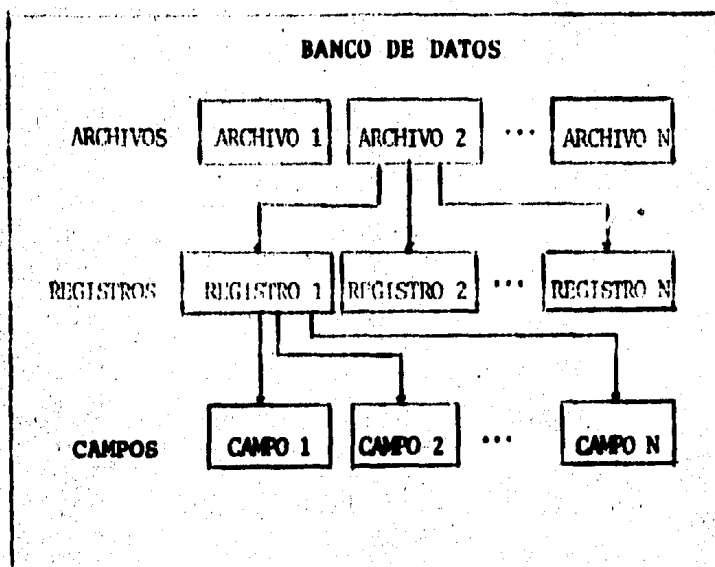 BANCO DE DATOS
ARCHIVOS ARCHIVO 1 ARCHIVO 2 ... ARCHIVO N
REGISTROS REGISTRO 1 REGISTRO 2 ... REGISTRO N
CAMPOS CAMPO 1 CAMPO 2 ... CAMPO N